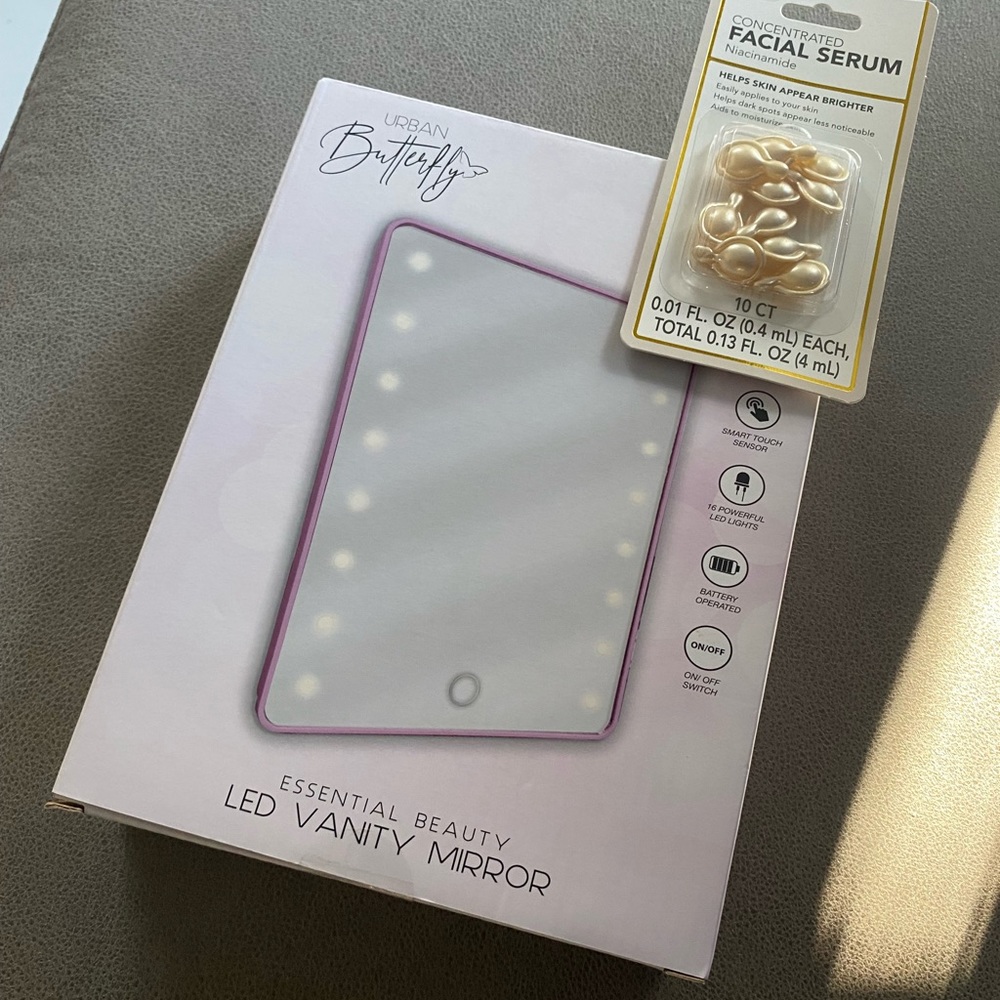 CONCENTRATED
FACIAL SERUM
Niacinamide
HELPS SKIN APPEAR BRIGHTER
Easily applies to your skin
Helps dark spots appear less noticeable
Aids to moisturize
10 CT
0.01 FL. OZ (0.4 mL) EACH,
TOTAL 0.13 FL. OZ (4 mL)
URBAN
Butterfly
SMART TOUCH
SENSOR
16 POWERFUL
LED LIGHTS
BATTERY
OPERATED
ON/OFF
ON/ OFF
SWITCH
ESSENTIAL BEAUTY
LED VANITY MIRROR